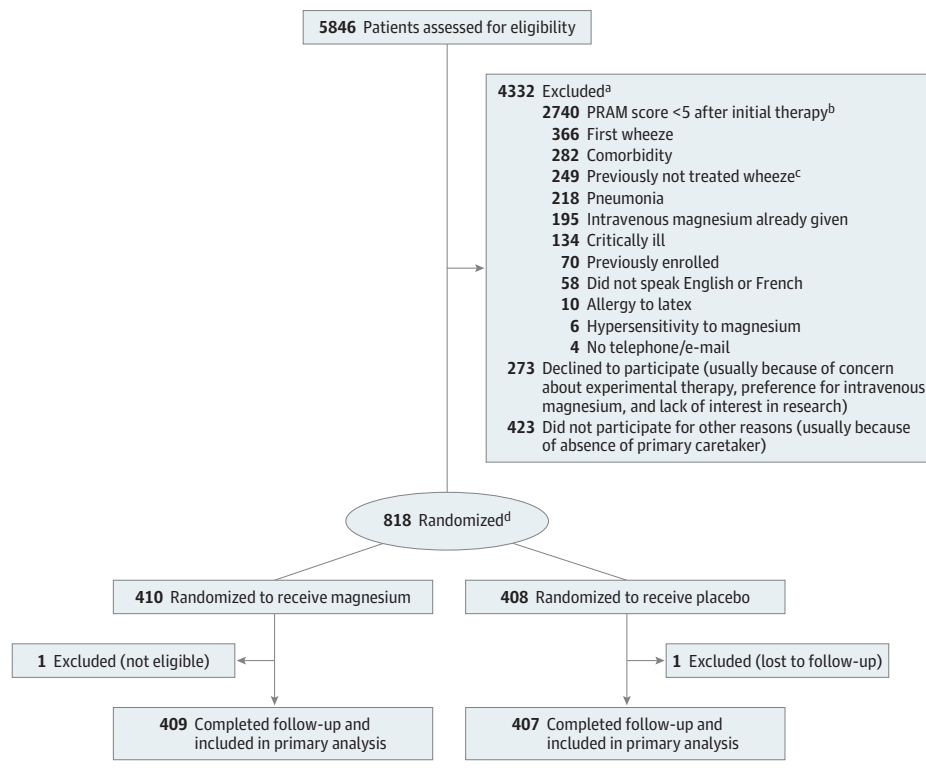 5846 Patients assessed for eligibility
4332 Excludedᵃ
2740 PRAM score <5 after initial therapyᵇ
366 First wheeze
282 Comorbidity
249 Previously not treated wheezeᶜ
218 Pneumonia
195 Intravenous magnesium already given
134 Critically ill
70 Previously enrolled
58 Did not speak English or French
10 Allergy to latex
6 Hypersensitivity to magnesium
4 No telephone/e-mail
273 Declined to participate (usually because of concern
about experimental therapy, preference for intravenous
magnesium, and lack of interest in research)
423 Did not participate for other reasons (usually because
of absence of primary caretaker)
818 Randomizedᵈ
410 Randomized to receive magnesium
408 Randomized to receive placebo
1 Excluded (not eligible)
1 Excluded (lost to follow-up)
409 Completed follow-up and
included in primary analysis
407 Completed follow-up and
included in primary analysis